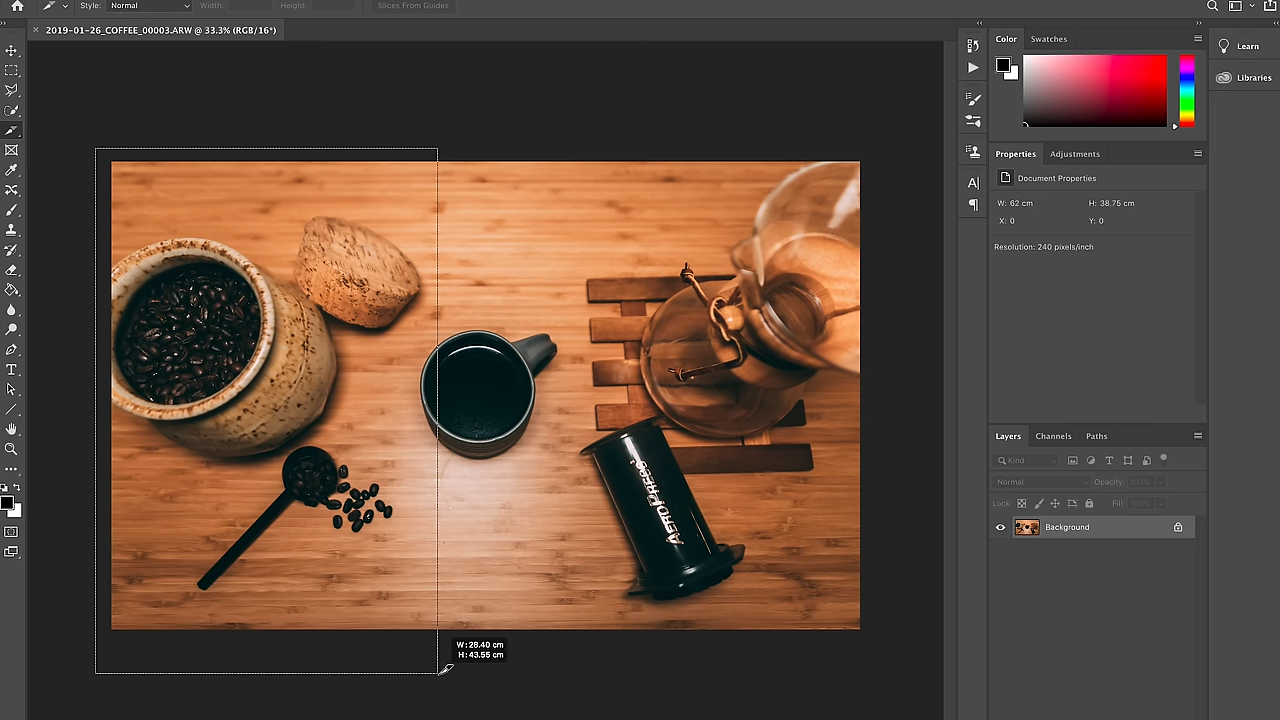 Style: Normal Width: Height: Slices From Guides
× 2019-01-26_COFFEE_00003.ARW @ 33.3% (RGB/16*)
Color Swatches
Learn
Libraries
Properties Adjustments
Document Properties
W: 62 cm H: 38.75 cm
X: 0 Y: 0
Resolution: 240 pixels/inch
AEROPRESS
W: 28.40 cm
H: 43.55 cm
Layers Channels Paths
Kind
Normal Opacity: 100%
Lock: Fill: 100%
Background